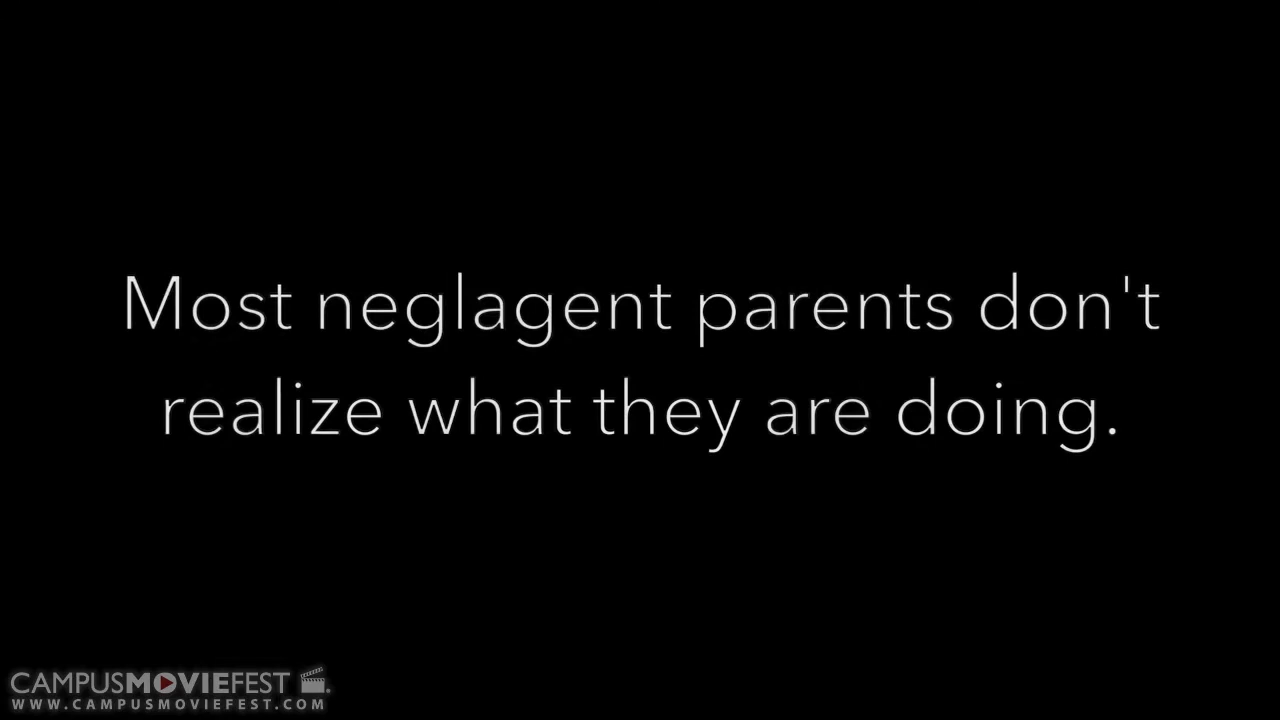 Most neglagent parents don't
realize what they are doing.
CAMPUSMOVIEFEST
WWW.CAMPUSMOVIEFEST.COM